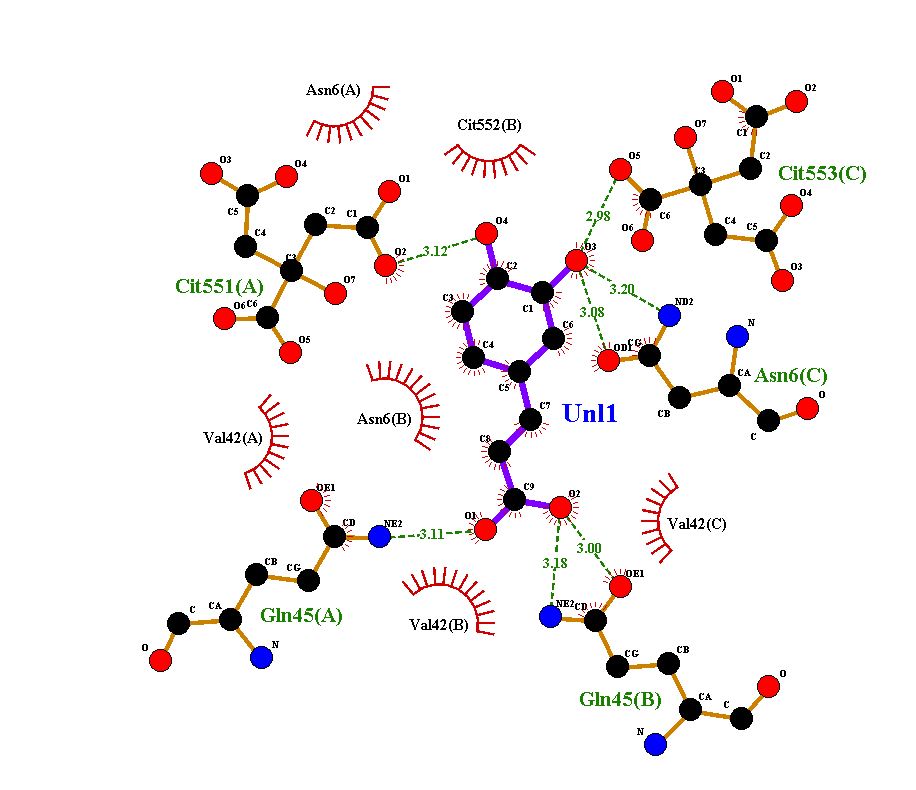 O1
O2
Asn6(A)
Cit552(B)
O7
C1
O5
C2
O3
O4
C3
Cit553(C)
O1
C6
O4
C5
C2
C1
2.98
C4
C5
O6
O4
C4
O2
3.12
O3
C3
C2
O3
Cit551(A)
O7
3.20
C3
C1
ND2
O6
C6
3.08
C6
N
O5
C4
OD1
CG
C5
CA
Asn6(C)
CB
O
C7
Unl1
Asn6(B)
C
Val42(A)
C8
OE1
C9
O2
O1
NE2
CD
3.11
Val42(C)
3.00
3.18
CB
CG
OE1
NE2
CD
C
CA
Gln45(A)
Val42(B)
O
N
CG
CB
O
Gln45(B)
CA
C
N